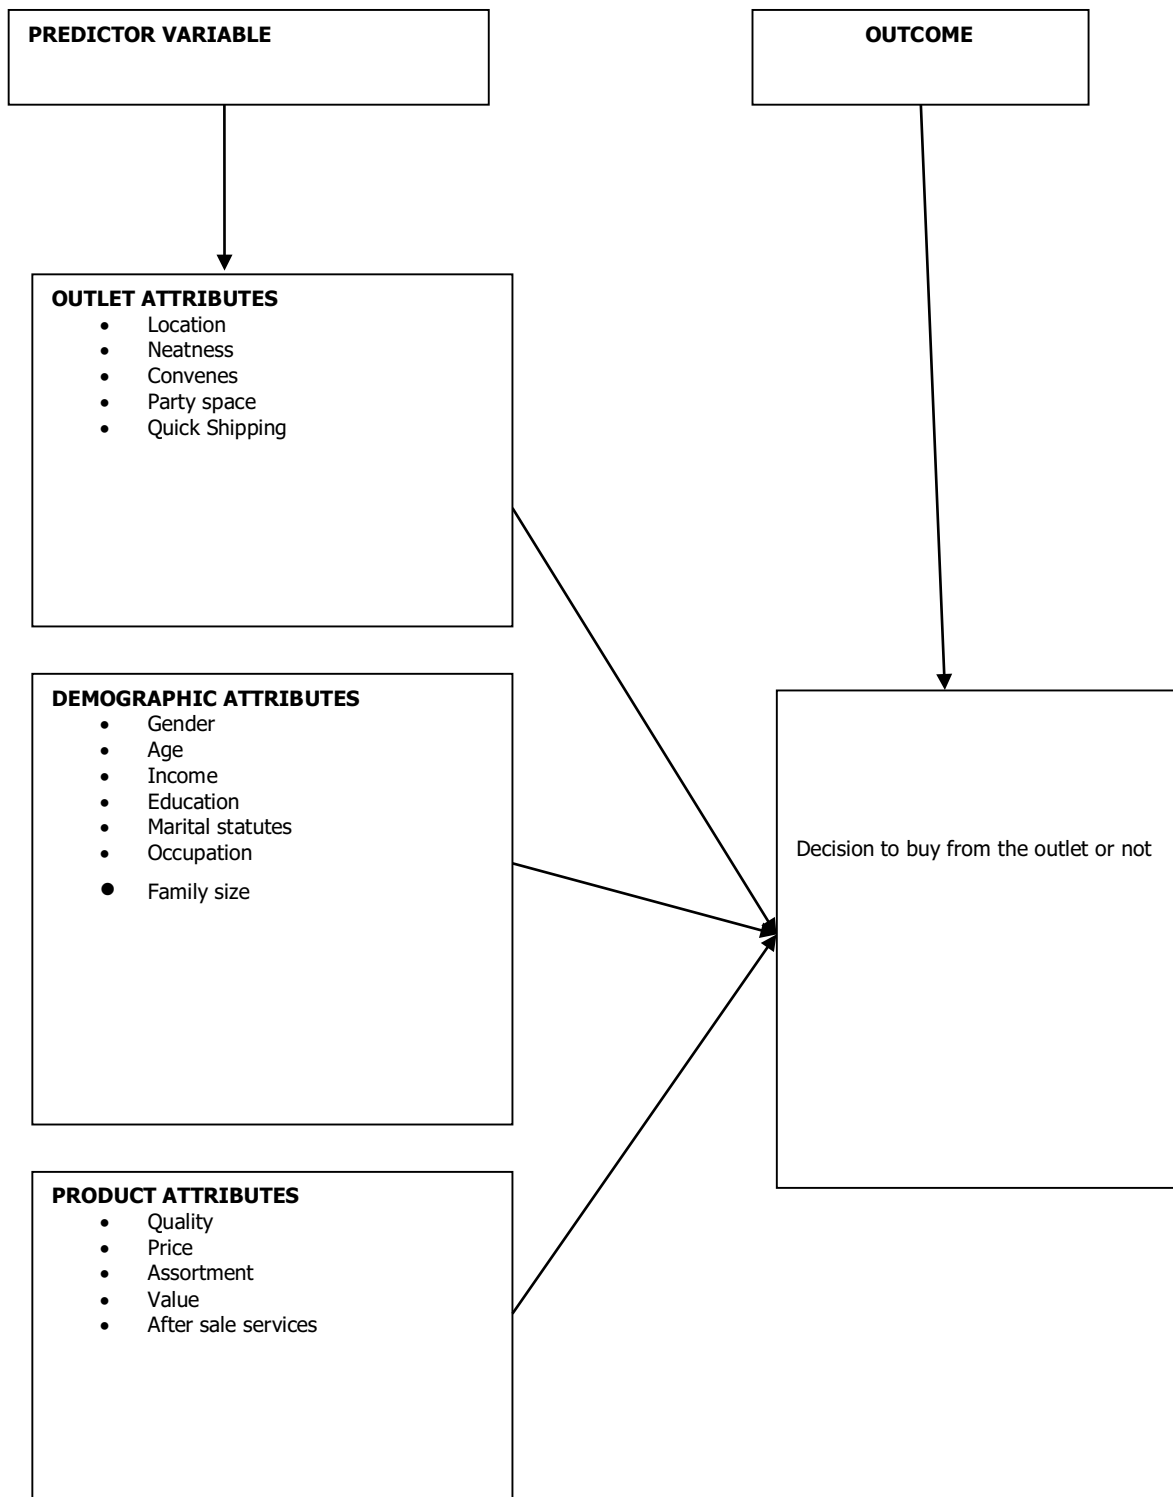 PREDICTOR VARIABLE
OUTCOME
OUTLET ATTRIBUTES
• Location
• Neatness
• Convenes
• Party space
• Quick Shipping
DEMOGRAPHIC ATTRIBUTES
• Gender
• Age
• Income
• Education
• Marital statutes
• Occupation
• Family size
Decision to buy from the outlet or not
PRODUCT ATTRIBUTES
• Quality
• Price
• Assortment
• Value
• After sale services